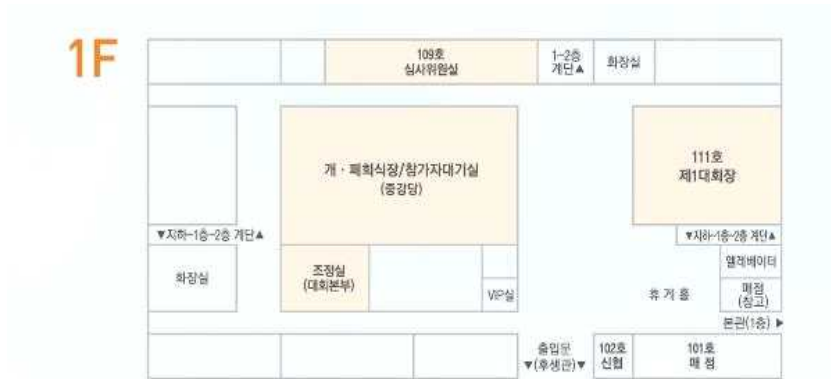 1F
109호
심사위원실
1-2층
계단▲
화장실
개 · 폐회식장/참가자대기실
(중강당)
111호
제1대회장
▼지하-1층-2층 계단▲
▼지하-1층-2층 계단▲
화장실
조정실
(대회본부)
VIP실
엘레베이터
휴 게 홀
매점
(창고)
본관(1층) ▶
출입문
▼(후생관)▼
102호
신협
101호
매 점